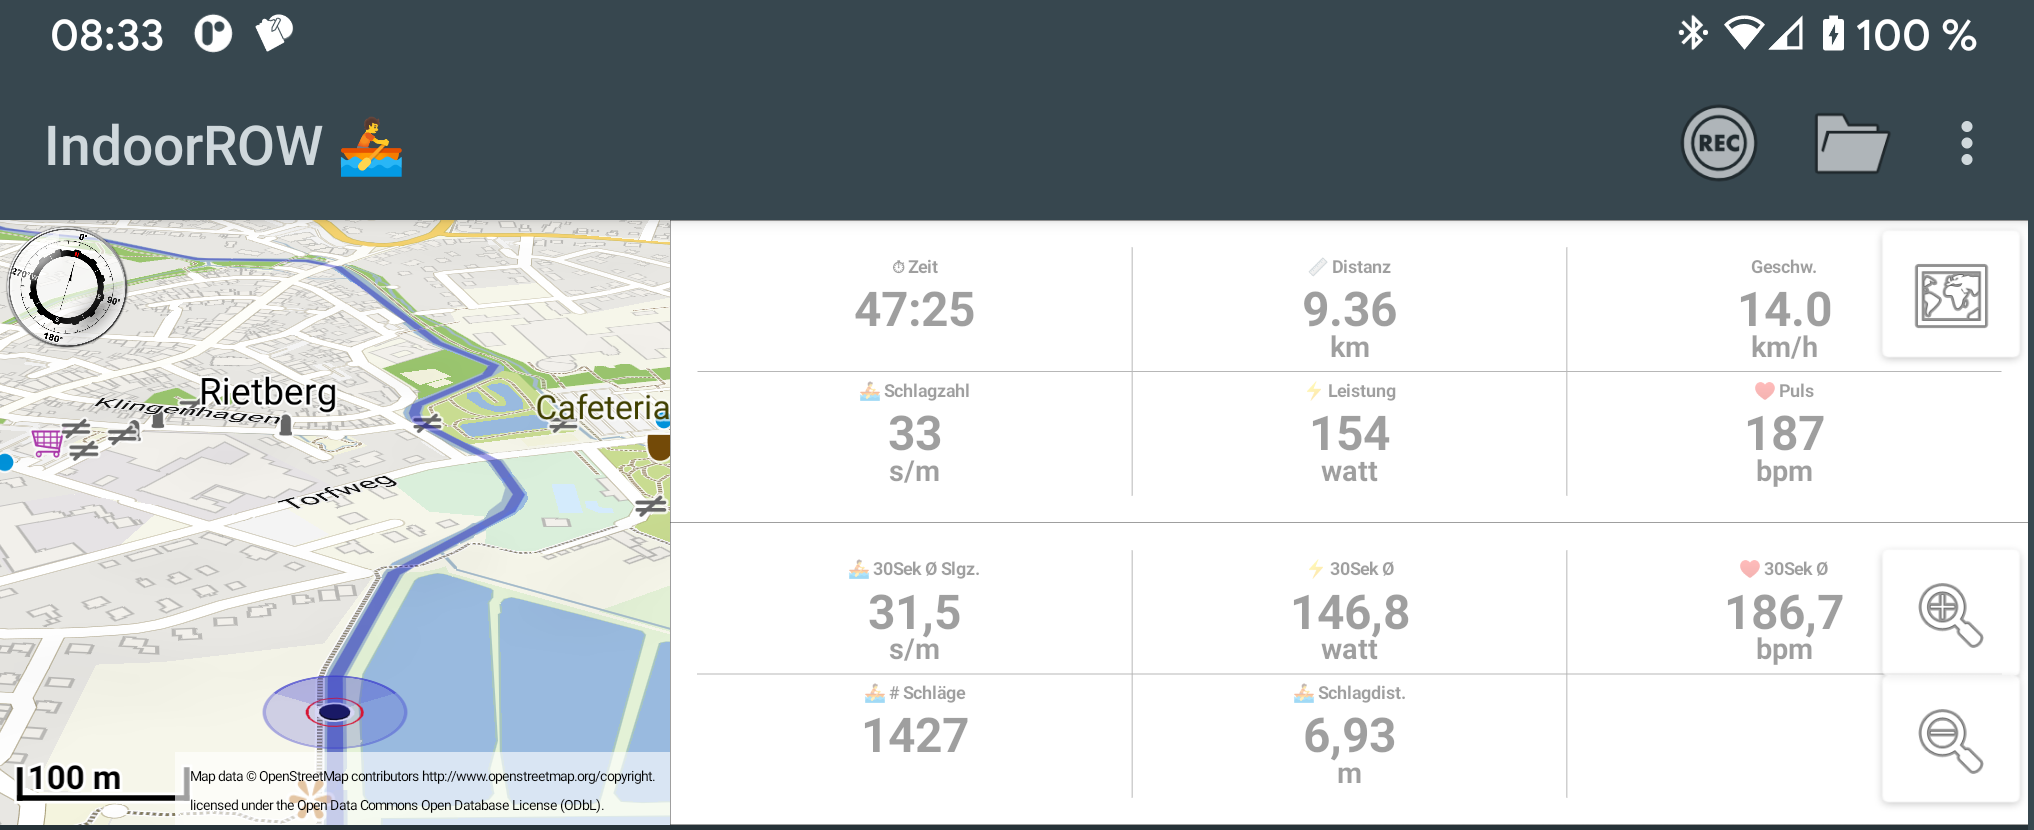 08:33
100 %
IndoorROW
REC
0°
270°
90°
180°
Rietberg
Klingenhagen
Cafeteria
Torfweg
100 m
Map data © OpenStreetMap contributors http://www.openstreetmap.org/copyright.
licensed under the Open Data Commons Open Database License (ODbL).
Zeit
47:25
Distanz
9.36
km
Geschw.
14.0
km/h
Schlagzahl
33
s/m
Leistung
154
watt
Puls
187
bpm
30Sek Ø Slgz.
31,5
s/m
30Sek Ø
146,8
watt
30Sek Ø
186,7
bpm
# Schläge
1427
Schlagdist.
6,93
m